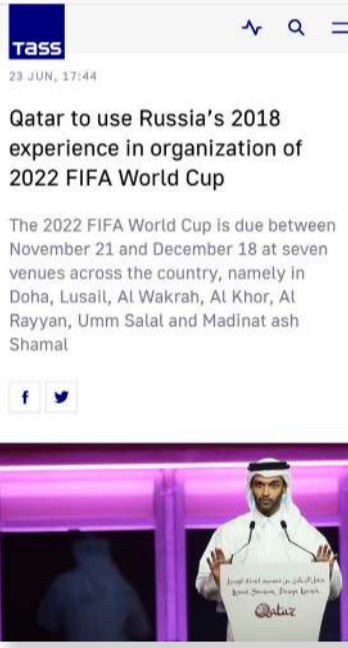 TASS
23 JUN, 17:44
Qatar to use Russia’s 2018
experience in organization of
2022 FIFA World Cup
The 2022 FIFA World Cup is due between
November 21 and December 18 at seven
venues across the country, namely in
Doha, Lusail, Al Wakrah, Al Khor, Al
Rayyan, Umm Salal and Madinat ash
Shamal
Qatar